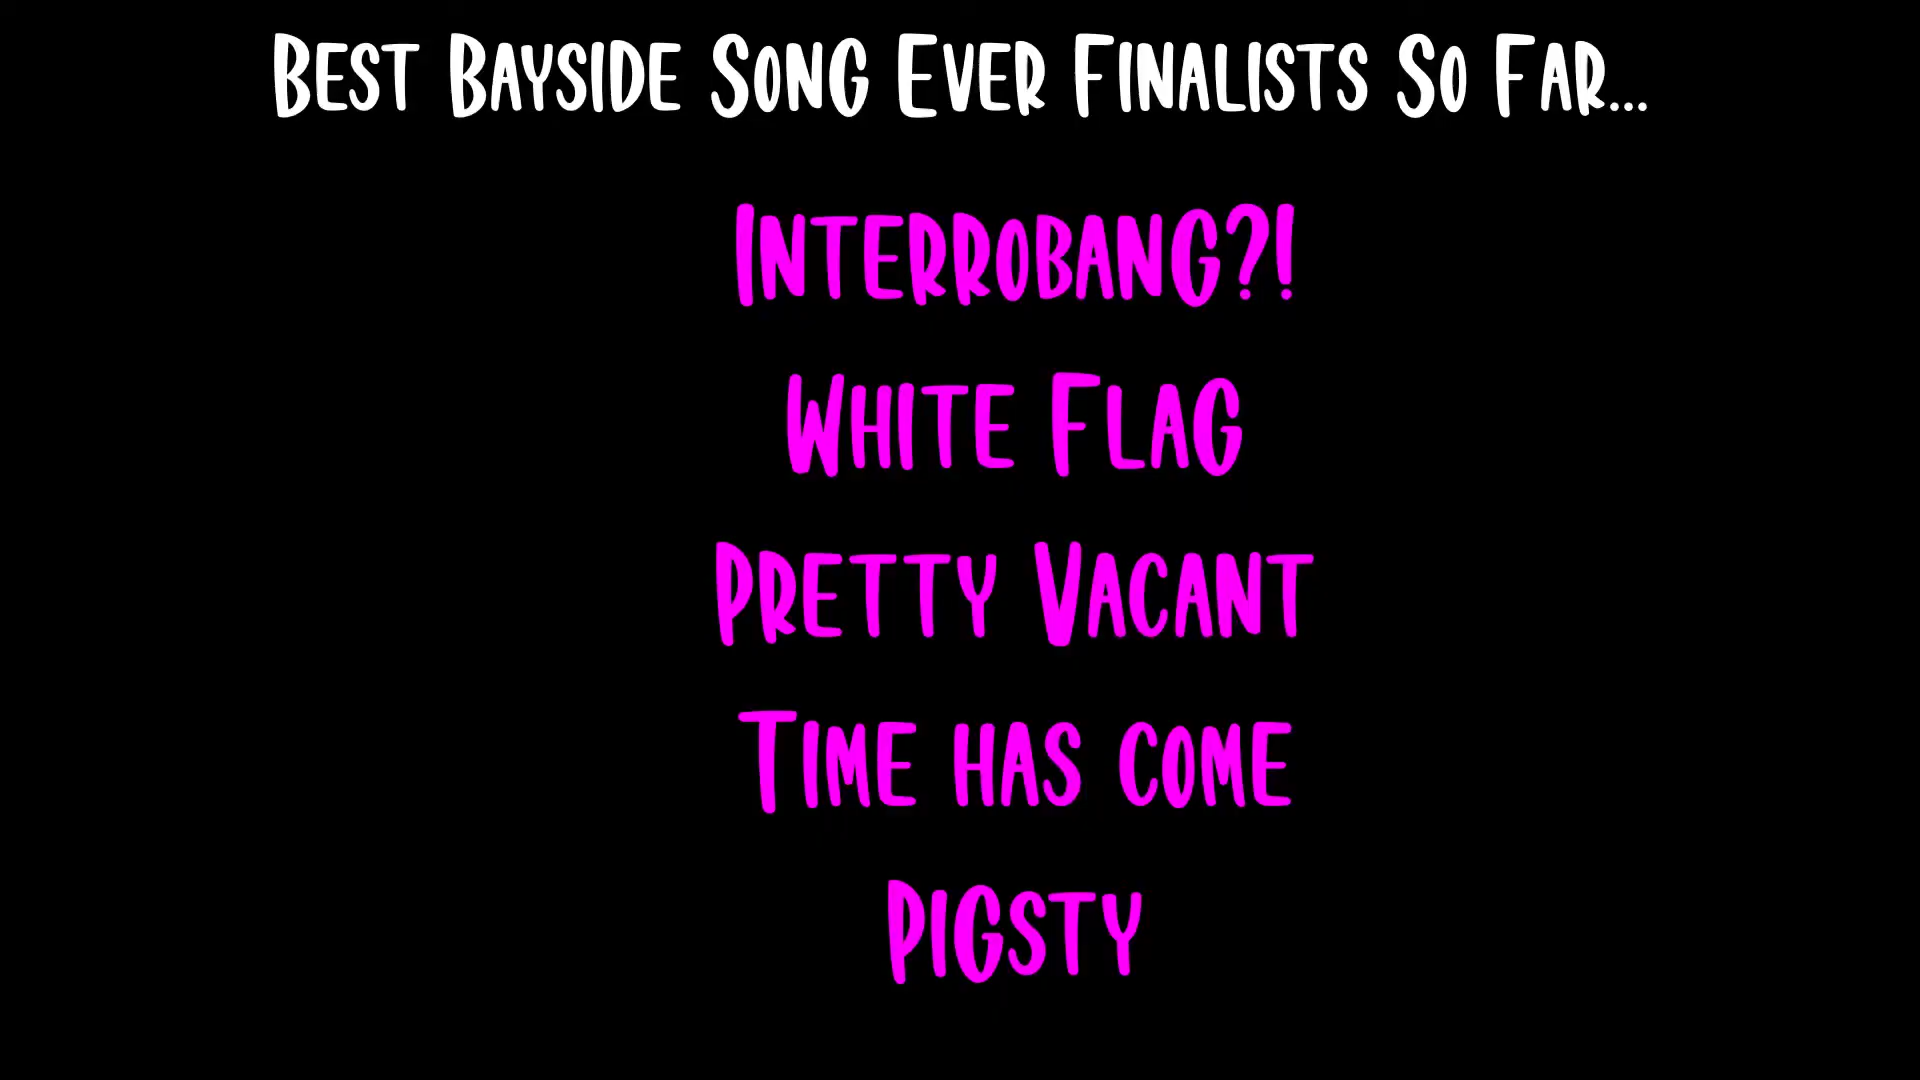 Best Bayside Song Ever Finalists So Far...
Interrobang?!
White Flag
Pretty Vacant
Time has come
PIGSTY